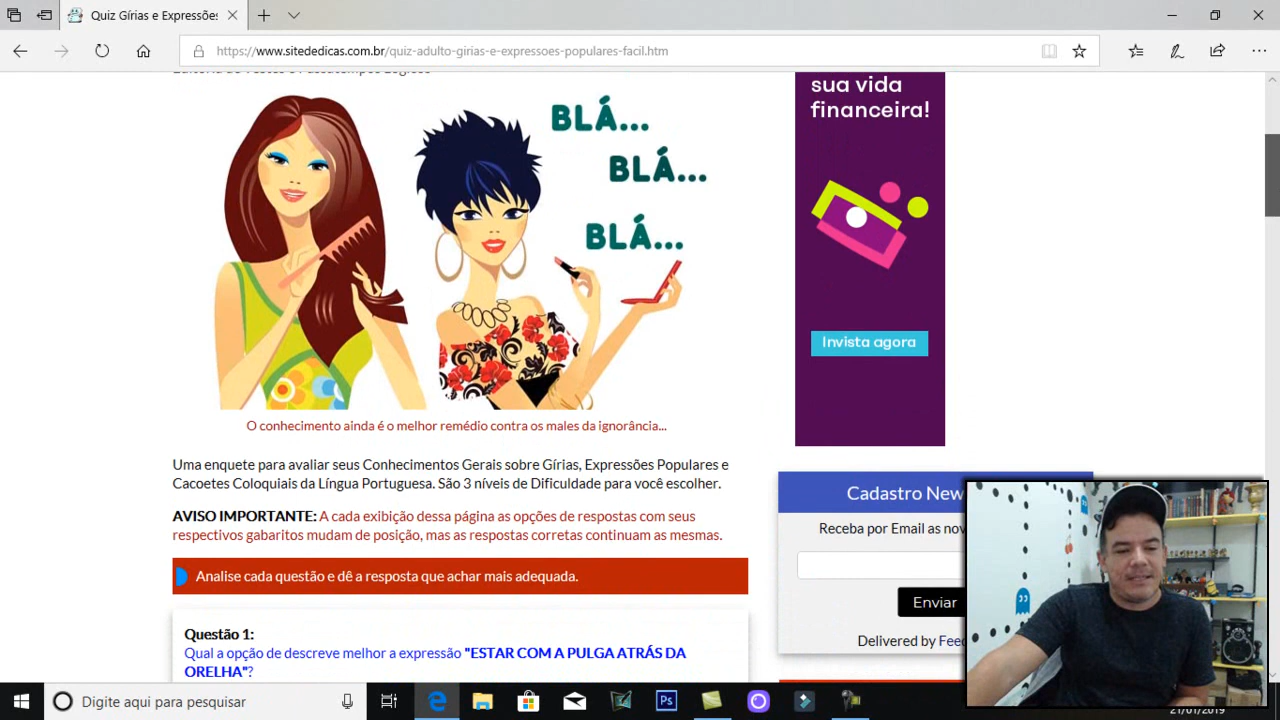 Quiz Gírias e Expressões
https://www.sitededicas.com.br/quiz-adulto-girias-e-expressoes-populares-facil.htm
BLÁ...
BLÁ...
BLÁ...
sua vida
financeira!
Invista agora
O conhecimento ainda é o melhor remédio contra os males da ignorância...
Uma enquete para avaliar seus Conhecimentos Gerais sobre Gírias, Expressões Populares e
Cacoetes Coloquiais da Língua Portuguesa. São 3 níveis de Dificuldade para você escolher.
AVISO IMPORTANTE: A cada exibição dessa página as opções de respostas com seus
respectivos gabaritos mudam de posição, mas as respostas corretas continuam as mesmas.
Analise cada questão e dê a resposta que achar mais adequada.
Questão 1:
Qual a opção de descreve melhor a expressão "ESTAR COM A PULGA ATRÁS DA
ORELHA"?
Cadastro New
Receba por Email as nov
Enviar
Delivered by Feed
Digite aqui para pesquisar
Ps
21/01/2019